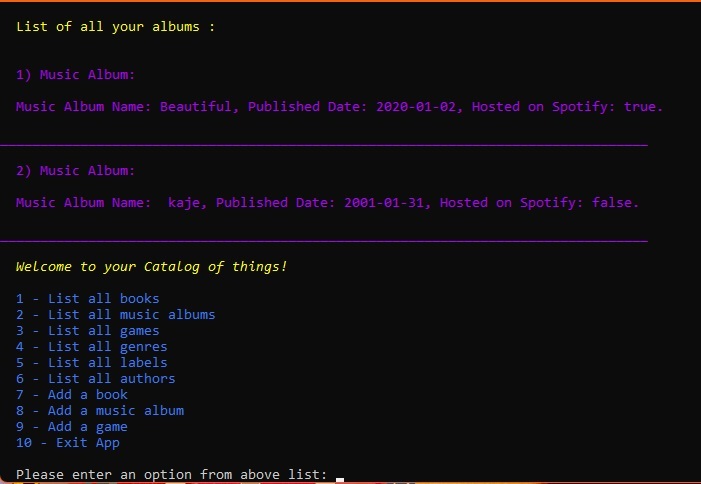 List of all your albums :
1) Music Album:
Music Album Name: Beautiful, Published Date: 2020-01-02, Hosted on Spotify: true.
2) Music Album:
Music Album Name:  kaje, Published Date: 2001-01-31, Hosted on Spotify: false.
Welcome to your Catalog of things!
1 - List all books
2 - List all music albums
3 - List all games
4 - List all genres
5 - List all labels
6 - List all authors
7 - Add a book
8 - Add a music album
9 - Add a game
10 - Exit App
Please enter an option from above list: